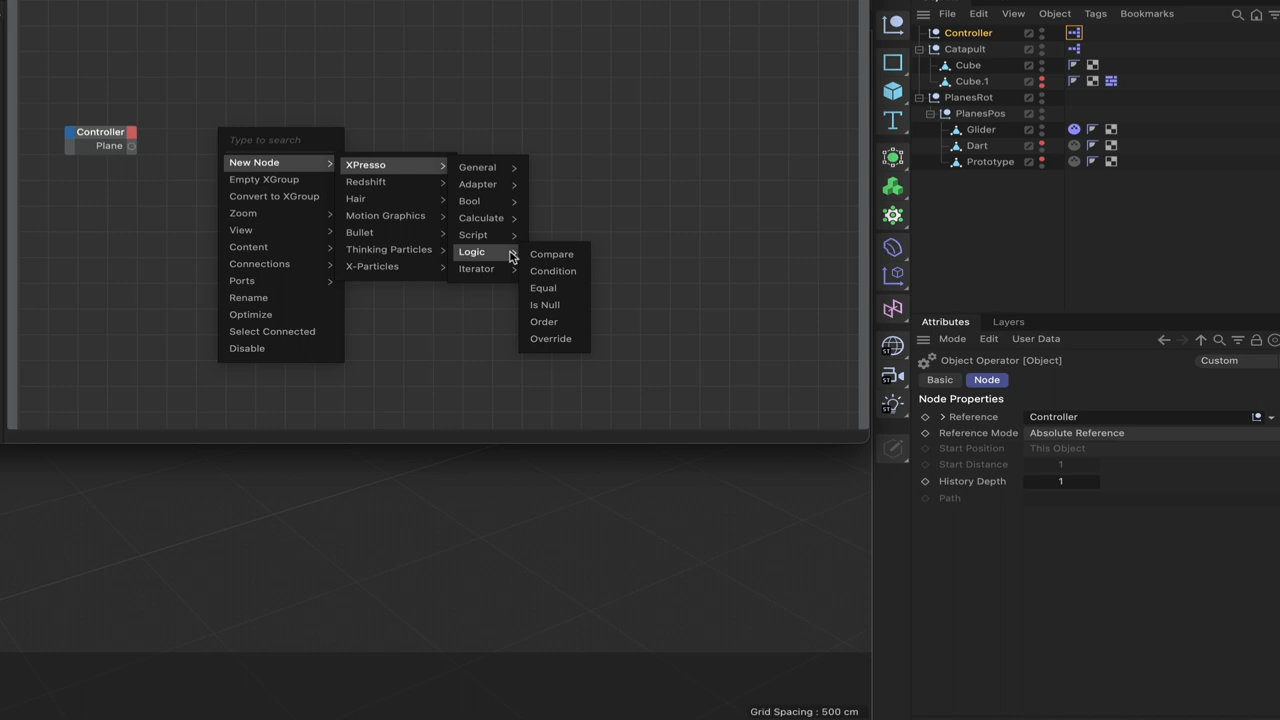 File Edit View Object Tags Bookmarks
Controller
Catapult
Cube
Cube.1
PlanesRot
PlanesPos
Glider
Dart
Prototype
Controller
Plane
Type to search
New Node
Empty XGroup
Convert to XGroup
Zoom
View
Content
Connections
Ports
Rename
Optimize
Select Connected
Disable
XPresso
Redshift
Hair
Motion Graphics
Bullet
Thinking Particles
X-Particles
General
Adapter
Bool
Calculate
Script
Logic
Iterator
Compare
Condition
Equal
Is Null
Order
Override
Attributes Layers
Mode Edit User Data
Object Operator [Object] Custom
Basic Node
Node Properties
Reference Controller
Reference Mode Absolute Reference
Start Position This Object
Start Distance 1
History Depth 1
Path
Grid Spacing : 500 cm